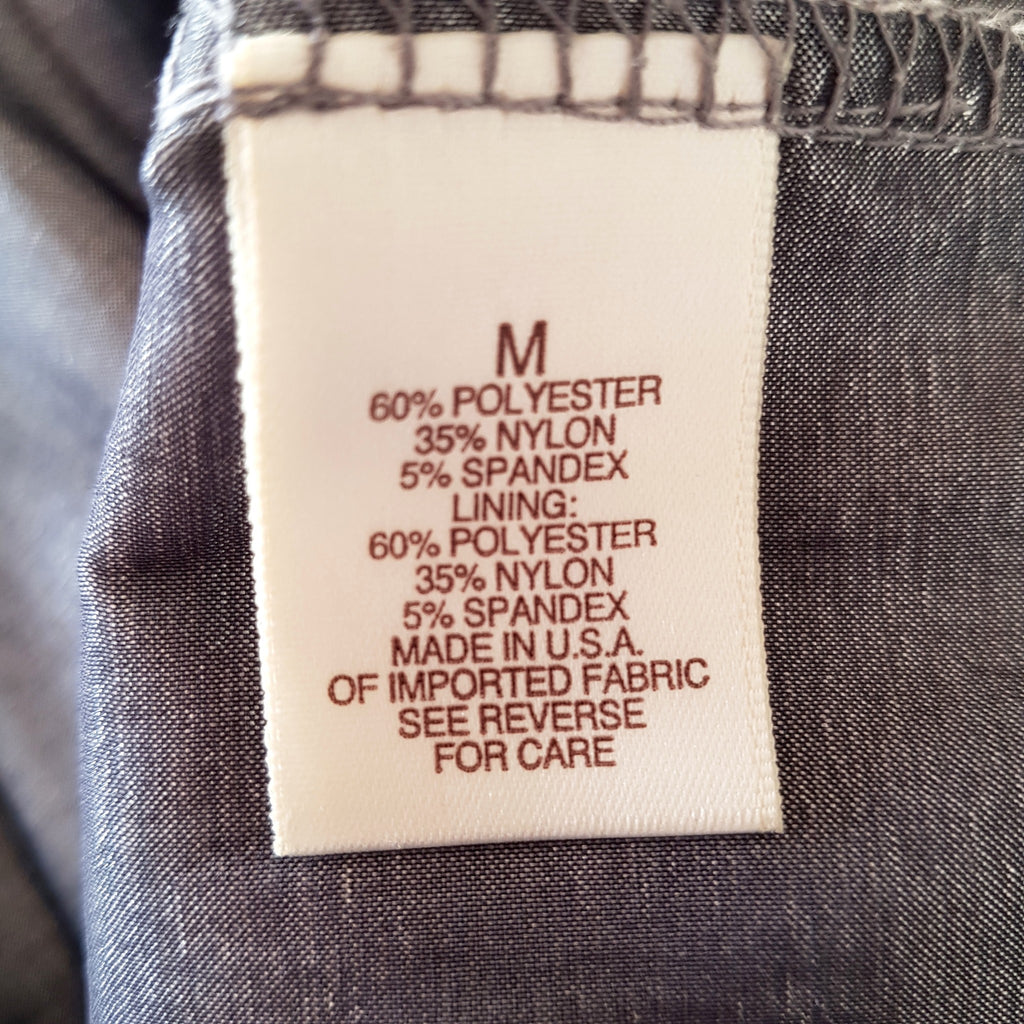 M
60% POLYESTER
35% NYLON
5% SPANDEX
LINING:
60% POLYESTER
35% NYLON
5% SPANDEX
MADE IN U.S.A.
OF IMPORTED FABRIC
SEE REVERSE
FOR CARE